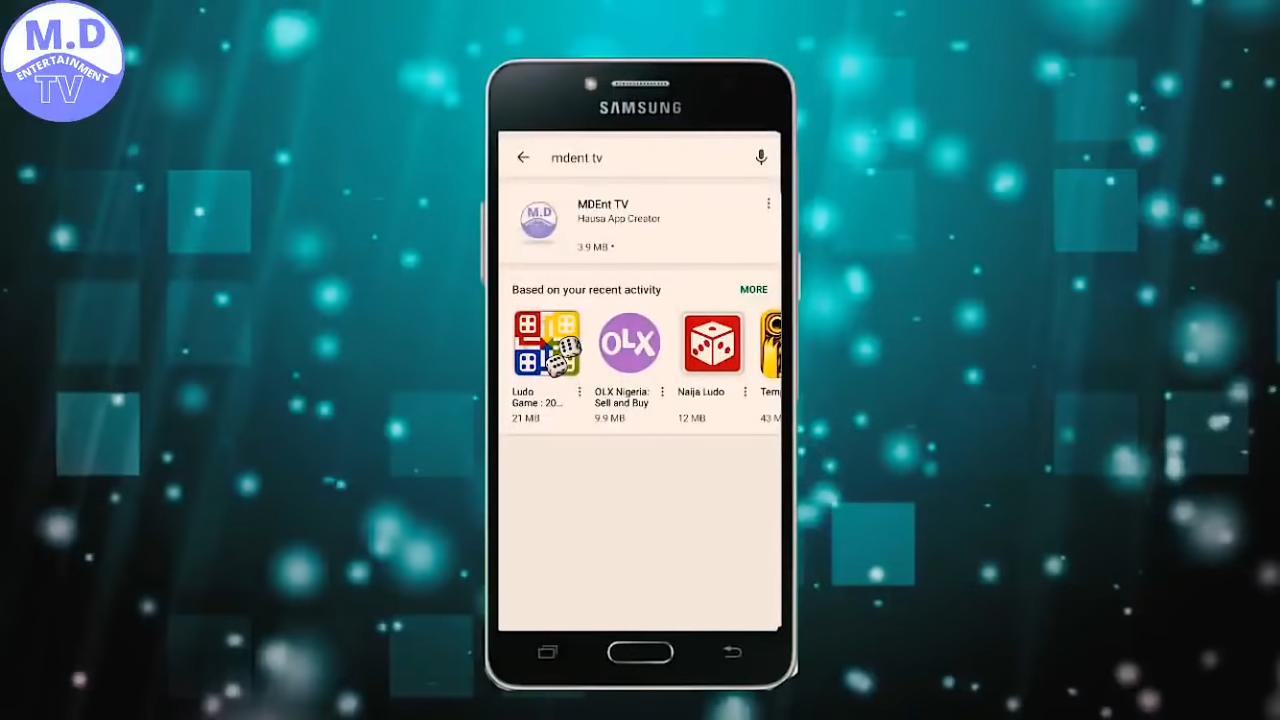 M.D
ENTERTAINMENT
TV
SAMSUNG
mdent tv
M.D
MDEnt TV
Hausa App Creator
3.9 MB •
Based on your recent activity
MORE
OLX
Ludo
Game : 20...
21 MB
OLX Nigeria:
Sell and Buy
9.9 MB
Naija Ludo
12 MB
Tem
43 M